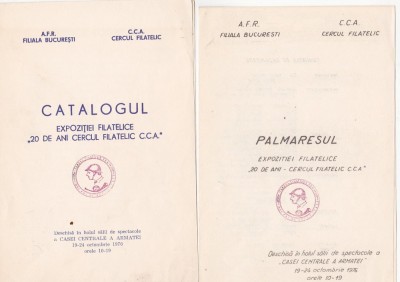 A.F.R.
FILIALA BUCUREȘTI
C.C.A.
CERCUL FILATELIC
CATALOGUL
EXPOZIȚIEI FILATELICE
„20 DE ANI CERCUL FILATELIC C.C.A."
Deschisă în holul sălii de spectacole
a CASEI CENTRALE A ARMATEI
19-24 octombrie 1976
orele 10-19
A.F.R.
FILIALA BUCUREȘTI
C.C.A.
CERCUL FILATELIC
PALMARESUL
EXPOZITIEI FILATELICE
„20 DE ANI - CERCUL FILATELIC C.C.A"
Deschisă în holul sălii de spectacole a
„CASEI CENTRALE A ARMATEI"
19-24 octombrie 1976
orele 10-19